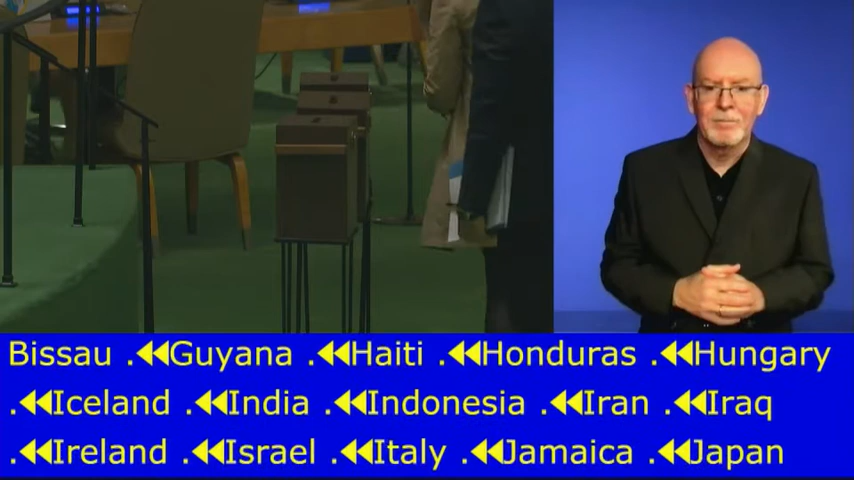 Bissau .⏪Guyana .⏪Haiti .⏪Honduras .⏪Hungary
.⏪Iceland .⏪India .⏪Indonesia .⏪Iran .⏪Iraq
.⏪Ireland .⏪Israel .⏪Italy .⏪Jamaica .⏪Japan